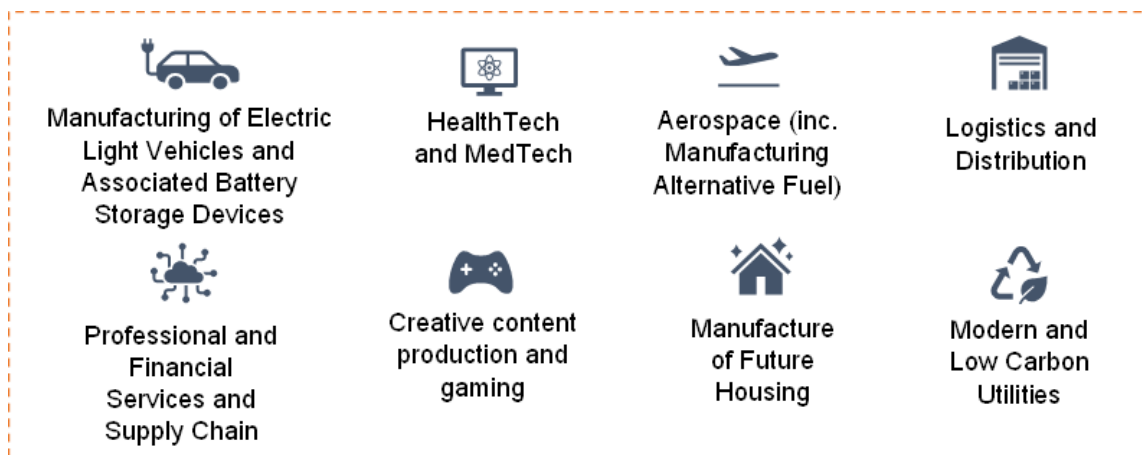 Manufacturing of Electric
Light Vehicles and
Associated Battery
Storage Devices
HealthTech
and MedTech
Aerospace (inc.
Manufacturing
Alternative Fuel)
Logistics and
Distribution
Professional and
Financial
Services and
Supply Chain
Creative content
production and
gaming
Manufacture
of Future
Housing
Modern and
Low Carbon
Utilities